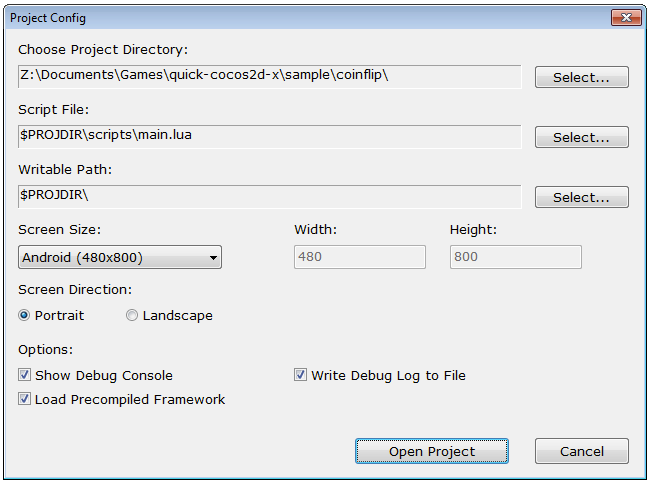 Project Config
Choose Project Directory:
Z:\Documents\Games\quick-cocos2d-x\sample\coinflip\
Select...
Script File:
$PROJDIR\scripts\main.lua
Select...
Writable Path:
$PROJDIR\
Select...
Screen Size: Width: Height:
Android (480x800) 480 800
Screen Direction:
Portrait Landscape
Options:
Show Debug Console Write Debug Log to File
Load Precompiled Framework
Open Project Cancel